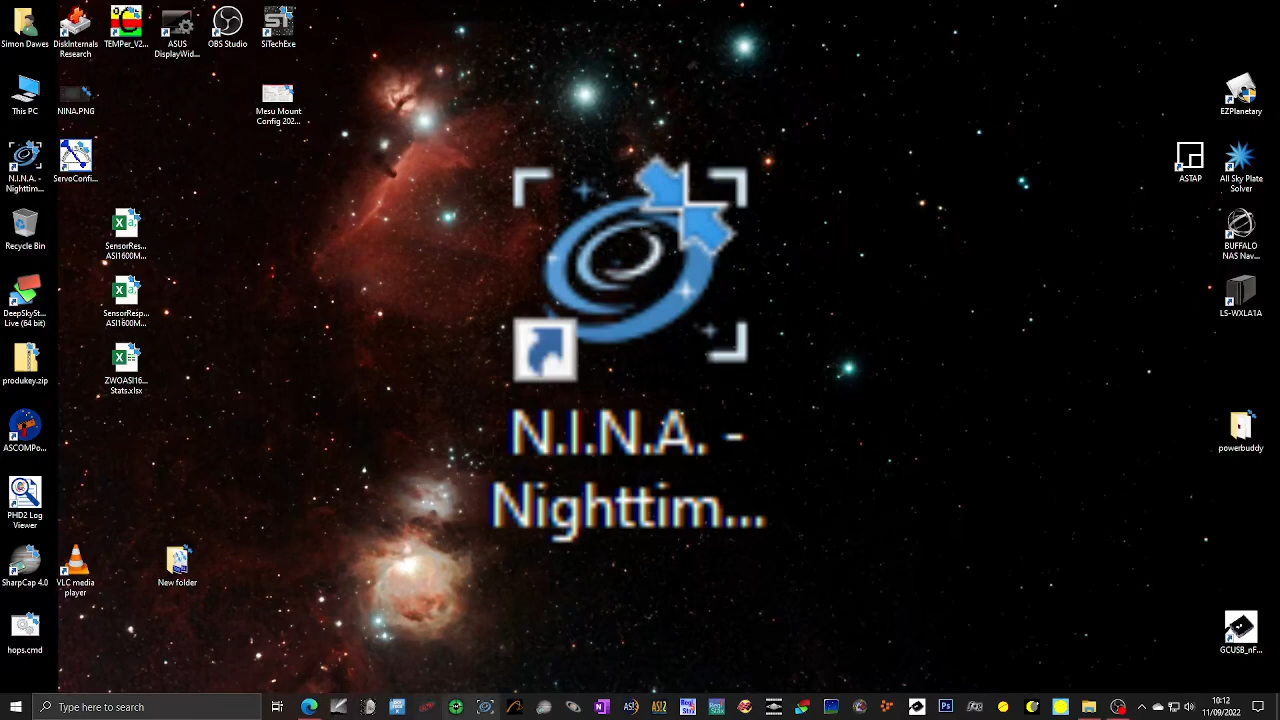 Simon Dawes
DiskInternals
Research
TEMPer_V2...
ASUS
DisplayWid...
OBS Studio
SiTechExe
This PC
NINA.PNG
Mesu Mount
Config 202...
EZPlanetary
N.I.N.A -
Nighttim...
ServoConfi...
ASTAP
All Sky Plate
Solver
Recycle Bin
SensorRes...
ASI1600M...
BUFFALO
NAS Nav...
DeepSkySt...
Live (64 bit)
SensorResp...
ASI1600M...
LS-WXLA1A
produkey.zip
ZWOASI16...
Stats.xlsx
N.I.N.A. -
Nighttim...
ASCOMPo...
powerbuddy
PHD2 Log
Viewer
SharpCap 4.0
VLC media
player
New folder
hops.cmd
GCUSB_nF...
Type here to search
10:12
11/09/2022